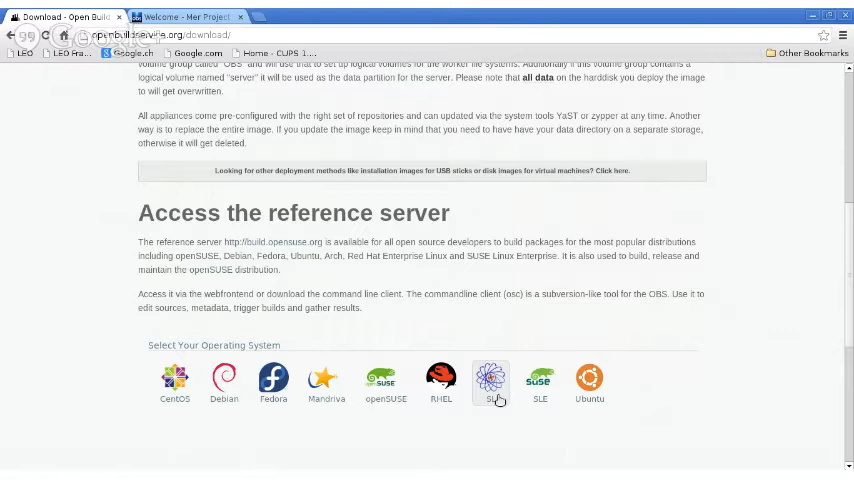 Download - Open Build
Welcome - Mer Project
Google+
openbuildservice.org/download/
LEO
LEO Fra...
Google.ch
Google.com
Home - CUPS 1....
Other Bookmarks
volume group called "OBS" and will use that to set up logical volumes for the worker file systems. Additionally if this volume group contains a
logical volume named "server" it will be used as the data partition for the server. Please note that all data on the harddisk you deploy the image
to will get overwritten.
All appliances come pre-configured with the right set of repositories and can updated via the system tools YaST or zypper at any time. Another
way is to replace the entire image. If you update the image keep in mind that you need to have have your data directory on a separate storage,
otherwise it will get deleted.
Looking for other deployment methods like installation images for USB sticks or disk images for virtual machines? Click here.
Access the reference server
The reference server http://build.opensuse.org is available for all open source developers to build packages for the most popular distributions
including openSUSE, Debian, Fedora, Ubuntu, Arch, Red Hat Enterprise Linux and SUSE Linux Enterprise. It is also used to build, release and
maintain the openSUSE distribution.
Access it via the webfrontend or download the command line client. The commandline client (osc) is a subversion-like tool for the OBS. Use it to
edit sources, metadata, trigger builds and gather results.
Select Your Operating System
CentOS
Debian
Fedora
Mandriva
openSUSE
RHEL
SL
SLE
Ubuntu